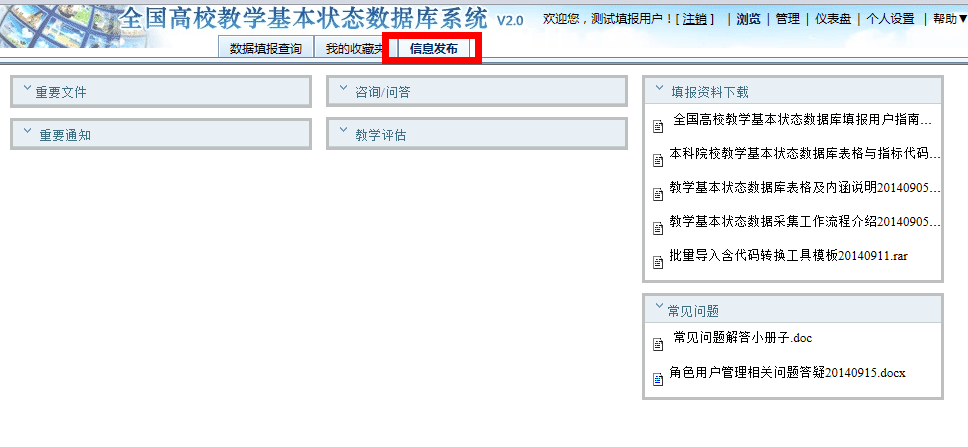 全国高校教学基本状态数据库系统 V2.0
欢迎您，测试填报用户！[ 注销 ] | 浏览 | 管理 | 仪表盘 | 个人设置 | 帮助▼
数据填报查询 我的收藏夹 信息发布
重要文件
重要通知
咨询/问答
教学评估
填报资料下载
全国高校教学基本状态数据库填报用户指南...
本科院校教学基本状态数据库表格与指标代码...
教学基本状态数据库表格及内涵说明20140905...
教学基本状态数据采集工作流程介绍20140905...
批量导入含代码转换工具模板20140911.rar
常见问题
常见问题解答小册子.doc
角色用户管理相关问题答疑20140915.docx